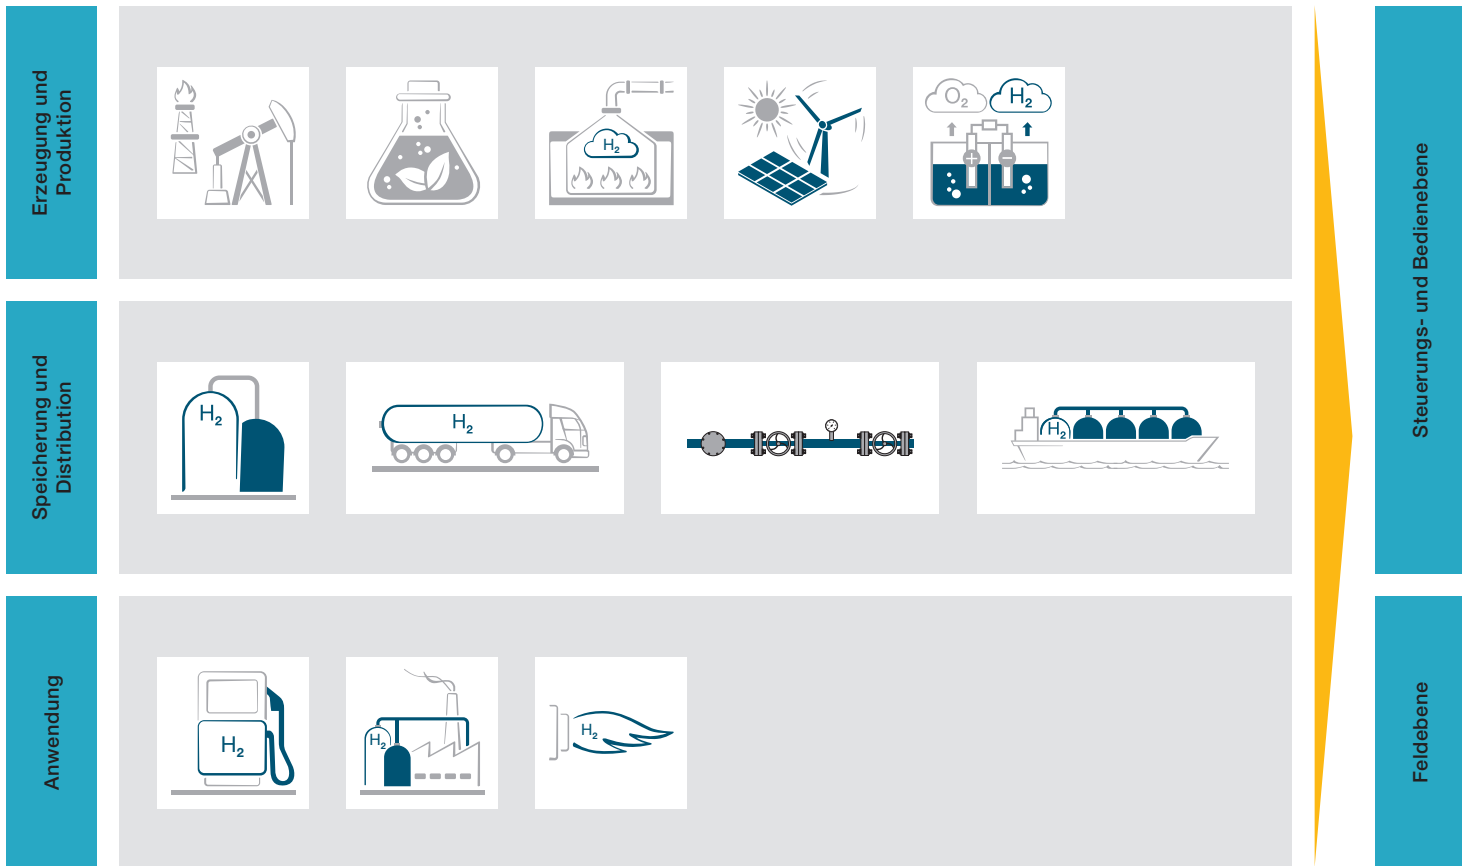 Erzeugung und
Produktion
O₂
H₂
H₂
Steuerungs- und Bedienebene
Speicherung und
Distribution
H₂
H₂
H₂
Anwendung
H₂
H₂
H₂
Feldebene